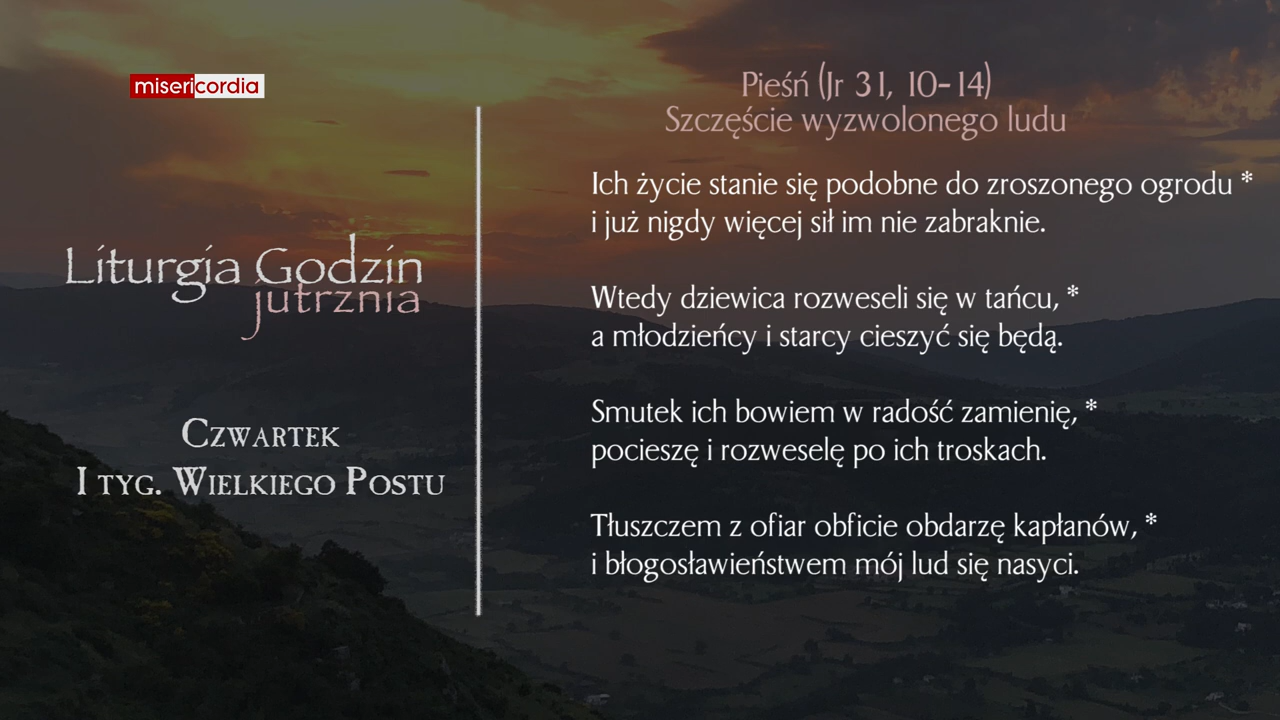 misericordia
Liturgia Godzin
jutrznia
Czwartek
I tyg. Wielkiego Postu
Pieśń (Jr 31, 10-14)
Szczęście wyzwolonego ludu
Ich życie stanie się podobne do zroszonego ogrodu *
i już nigdy więcej sił im nie zabraknie.
Wtedy dziewica rozweseli się w tańcu, *
a młodzieńcy i starcy cieszyć się będą.
Smutek ich bowiem w radość zamienię, *
pocieszę i rozweselę po ich troskach.
Tłuszczem z ofiar obficie obdarzę kapłanów, *
i błogosławieństwem mój lud się nasyci.